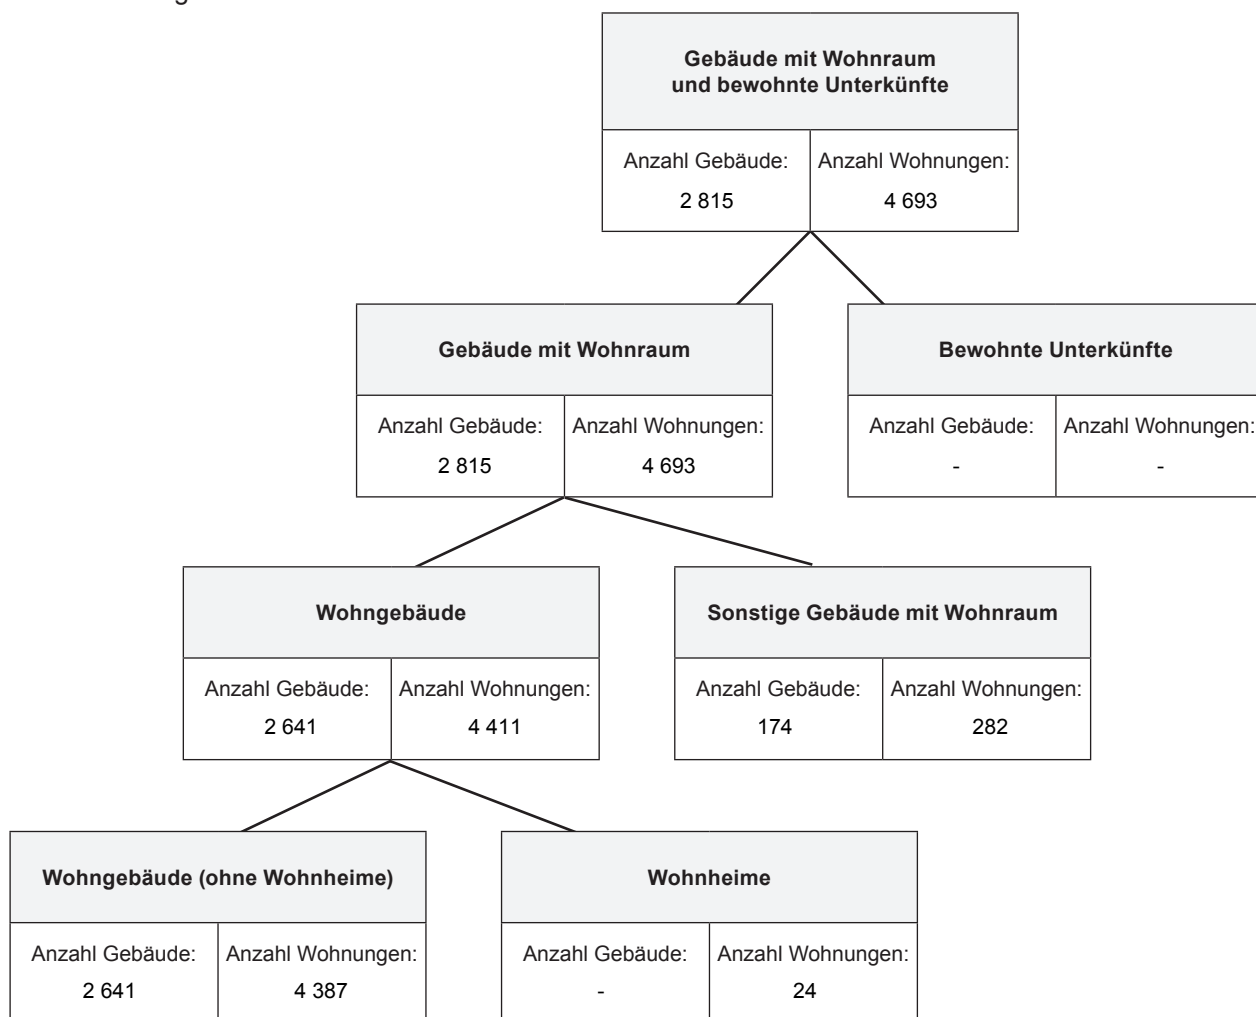 Gebäude mit Wohnraum
und bewohnte Unterkünfte
Anzahl Gebäude: Anzahl Wohnungen:
2 815 4 693
Gebäude mit Wohnraum
Anzahl Gebäude: Anzahl Wohnungen:
2 815 4 693
Bewohnte Unterkünfte
Anzahl Gebäude: Anzahl Wohnungen:
- -
Wohngebäude
Anzahl Gebäude: Anzahl Wohnungen:
2 641 4 411
Sonstige Gebäude mit Wohnraum
Anzahl Gebäude: Anzahl Wohnungen:
174 282
Wohngebäude (ohne Wohnheime)
Anzahl Gebäude: Anzahl Wohnungen:
2 641 4 387
Wohnheime
Anzahl Gebäude: Anzahl Wohnungen:
- 24